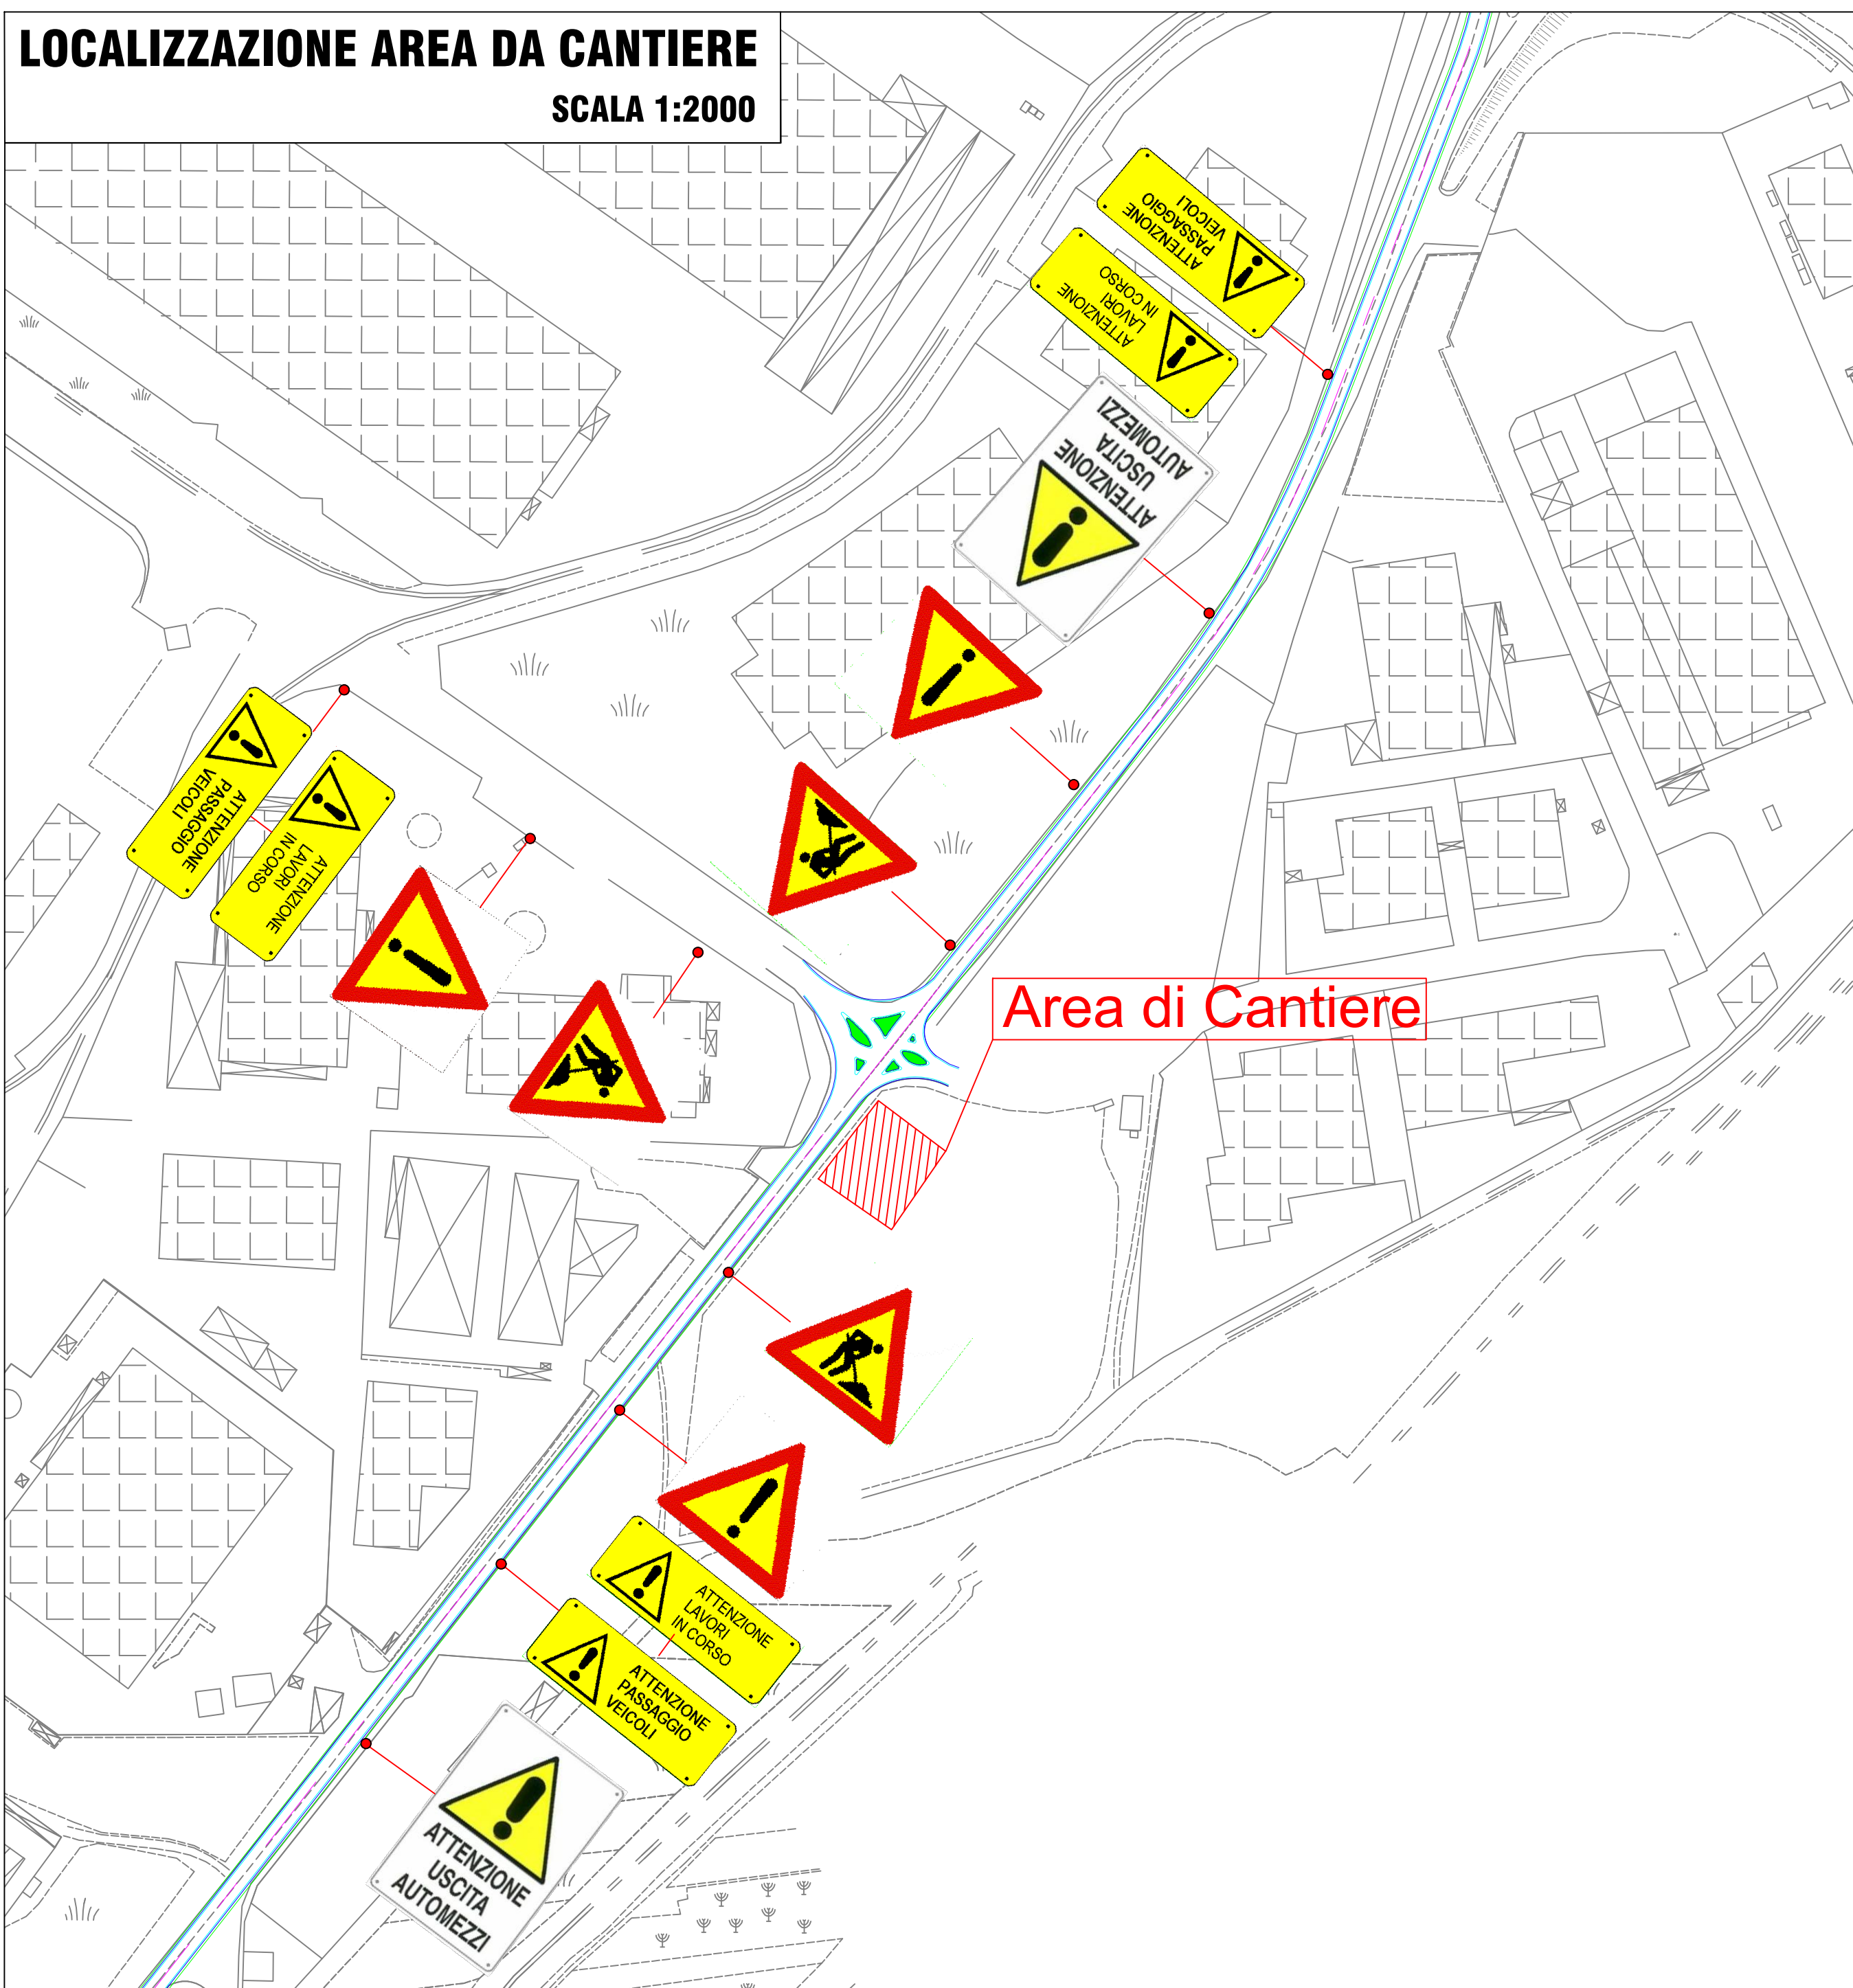 LOCALIZZAZIONE AREA DA CANTIERE
SCALA 1:2000
ATTENZIONE
PASSAGGIO
VEICOLI
ATTENZIONE
LAVORI
IN CORSO
ATTENZIONE
USCITA
AUTOMEZZI
ATTENZIONE
PASSAGGIO
VEICOLI
ATTENZIONE
LAVORI
IN CORSO
Area di Cantiere
ATTENZIONE
LAVORI
IN CORSO
ATTENZIONE
PASSAGGIO
VEICOLI
ATTENZIONE
USCITA
AUTOMEZZI